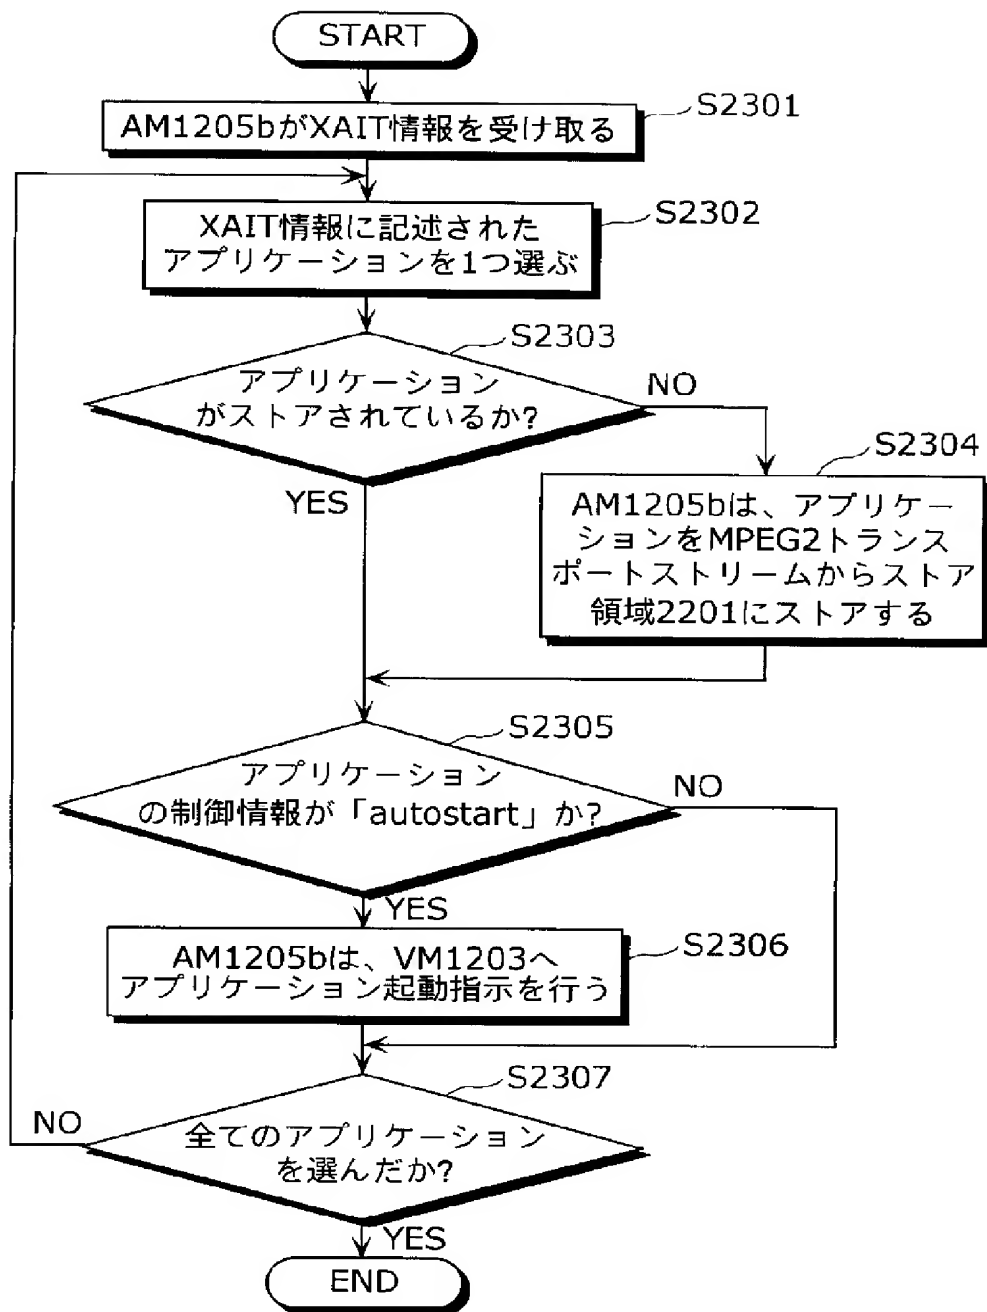 START
S2301
AM1205bがXAIT情報を受け取る
S2302
XAIT情報に記述された
アプリケーションを1つ選ぶ
S2303
アプリケーション
がストアされているか?
NO
YES
S2304
AM1205bは、アプリケー
ションをMPEG2トランス
ポートストリームからストア
領域2201にストアする
S2305
アプリケーション
の制御情報が「autostart」か?
NO
YES
S2306
AM1205bは、VM1203へ
アプリケーション起動指示を行う
S2307
全てのアプリケーション
を選んだか?
NO
YES
END